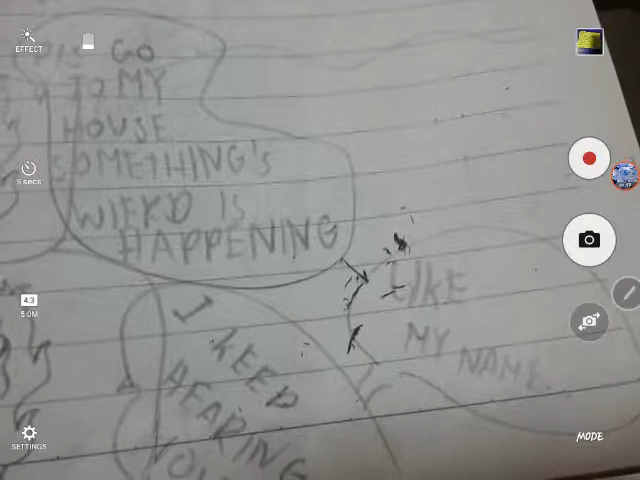 EFFECT
GO
TO MY
HOUSE
SOMETHING'S
WIERD IS
HAPPENING
5 secs
4:3
5.0M
LIKE
MY
NAME
I KEEP
HEARING
SETTINGS
MODE